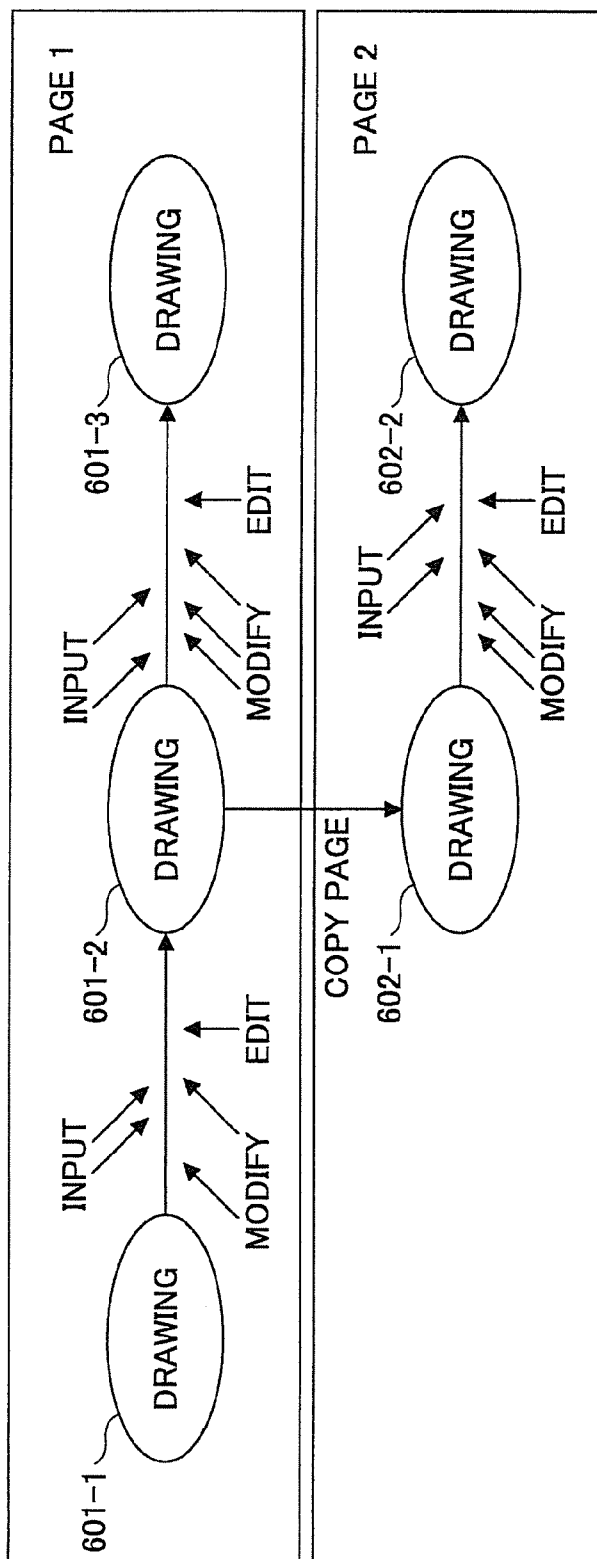 PAGE 1
601-1
DRAWING
INPUT
MODIFY
EDIT
601-2
DRAWING
INPUT
MODIFY
EDIT
601-3
DRAWING
COPY PAGE
PAGE 2
602-1
DRAWING
INPUT
MODIFY
EDIT
602-2
DRAWING